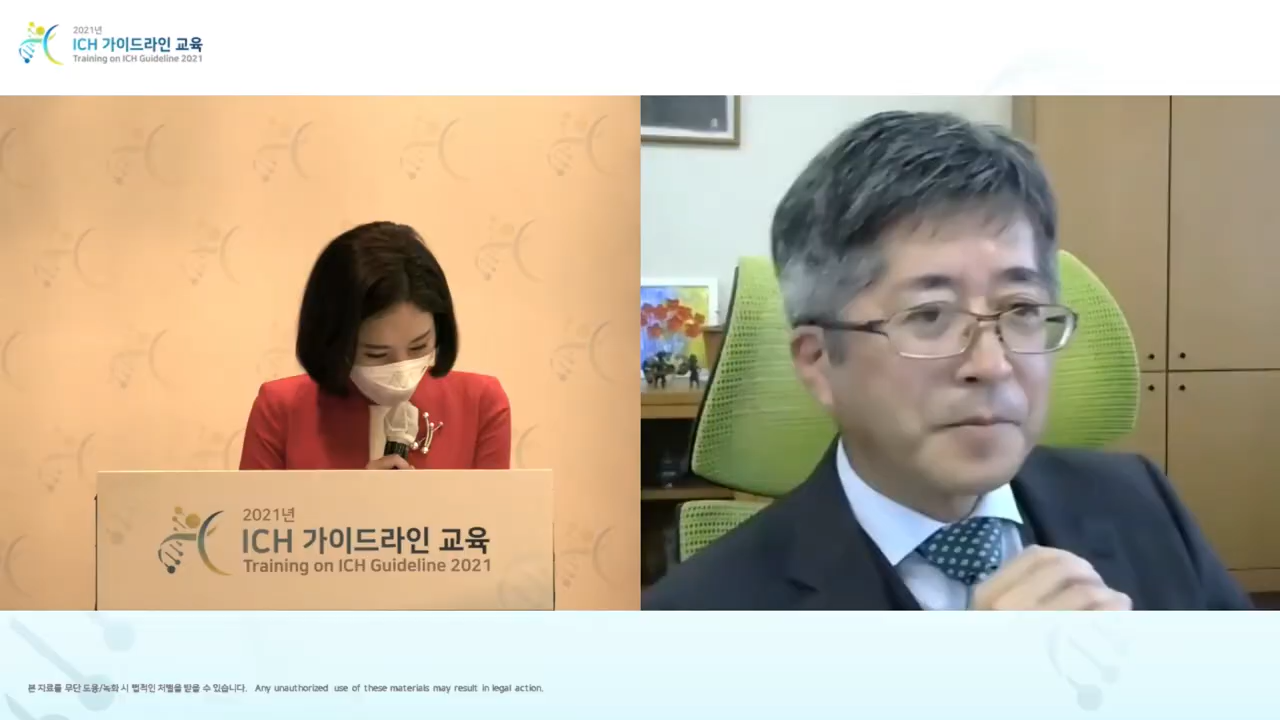 2021년
ICH 가이드라인 교육
Training on ICH Guideline 2021
2021년
ICH 가이드라인 교육
Training on ICH Guideline 2021
본 자료를 무단 도용/녹화 시 법적인 처벌을 받을 수 있습니다. Any unauthorized use of these materials may result in legal action.